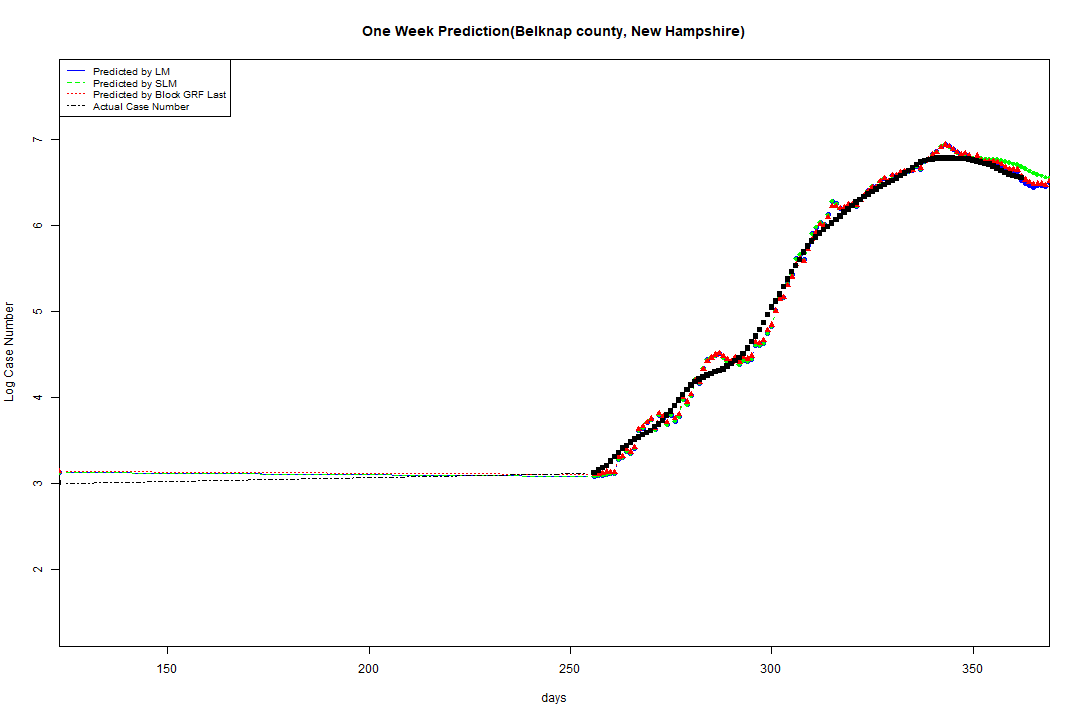 One Week Prediction(Belknap county, New Hampshire)
Predicted by LM
Predicted by SLM
Predicted by Block GRF Last
Actual Case Number
7
6
5
4
3
2
Log Case Number
150 200 250 300 350
days